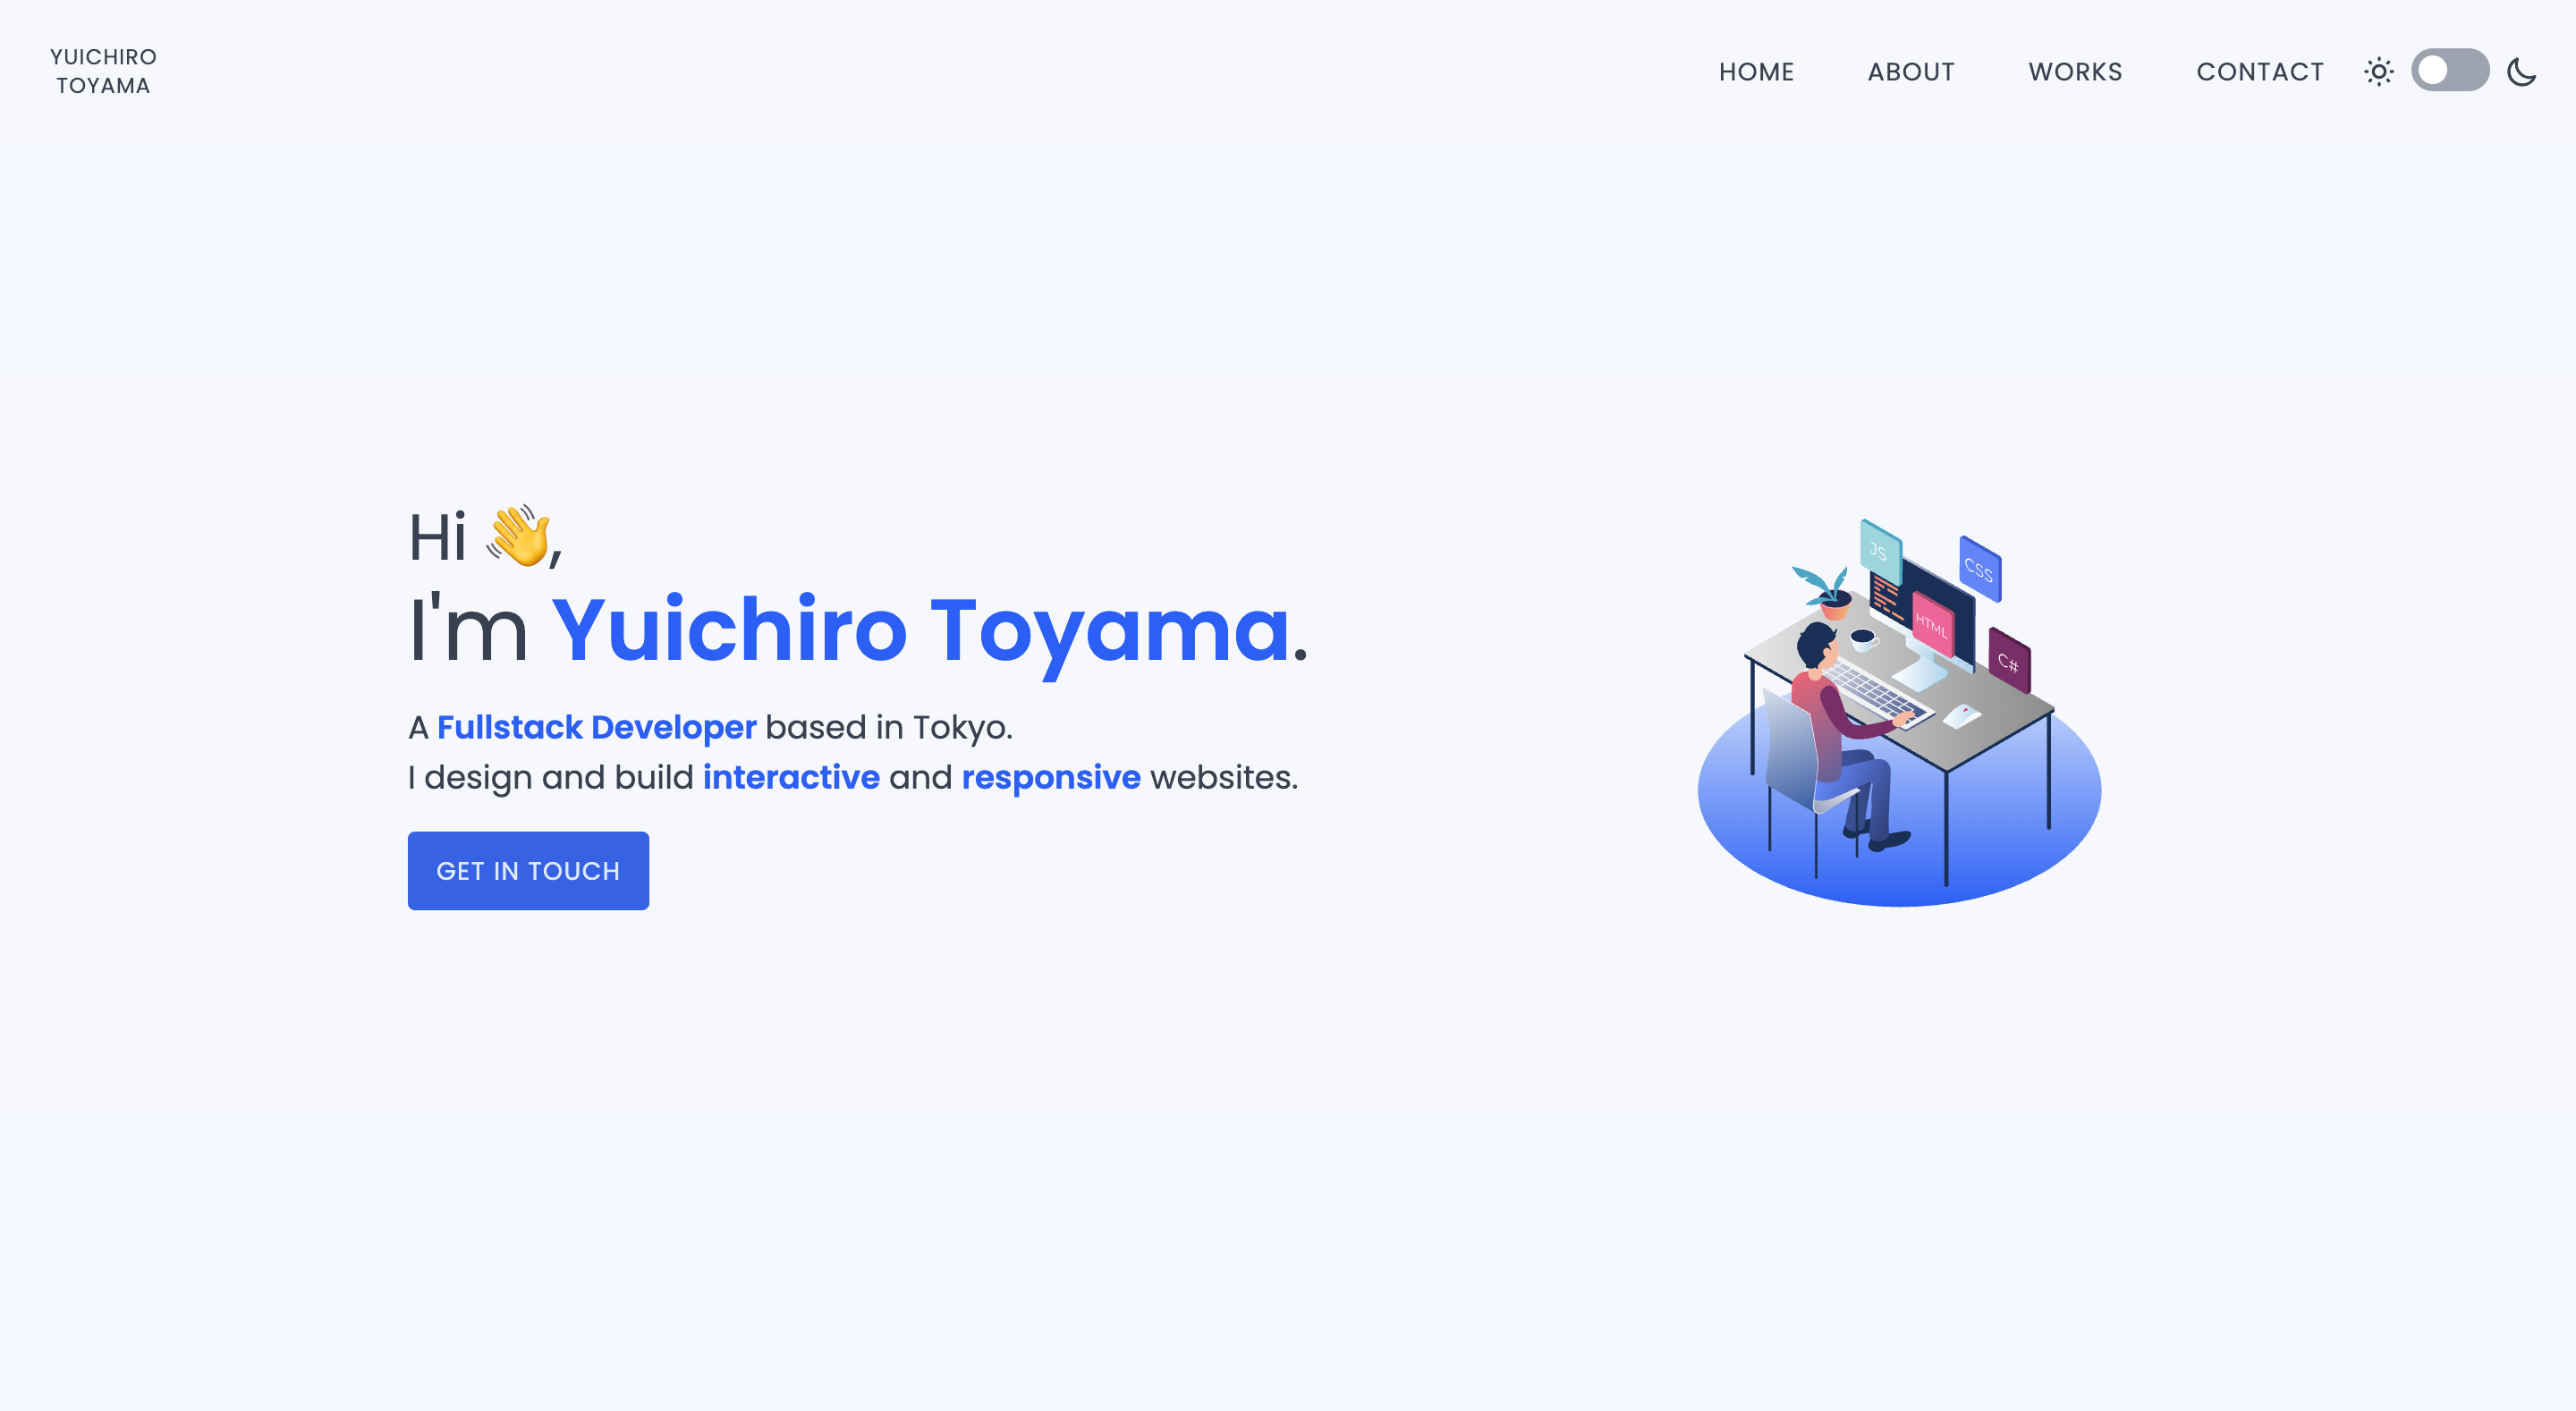 YUICHIRO
TOYAMA
HOME ABOUT WORKS CONTACT
Hi 👋,
I'm Yuichiro Toyama.
A Fullstack Developer based in Tokyo.
I design and build interactive and responsive websites.
GET IN TOUCH
JS
CSS
HTML
C#